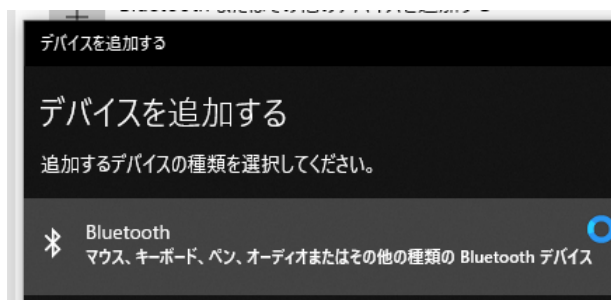 デバイスを追加する
デバイスを追加する
追加するデバイスの種類を選択してください。
Bluetooth
マウス、キーボード、ペン、オーディオまたはその他の種類の Bluetooth デバイス